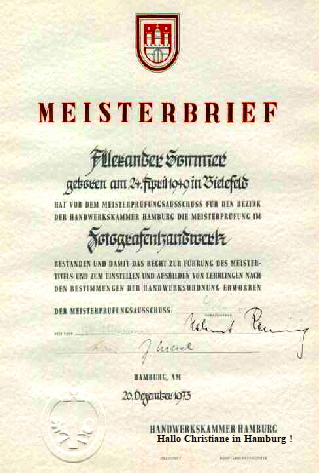 MEISTERBRIEF
Alexander Sommer
geboren am 24. April 1949 in Bielefeld
HAT VOR DEM MEISTERPRÜFUNGSAUSSCHUSS FÜR DEN BEZIRK
DER HANDWERKSKAMMER HAMBURG DIE MEISTERPRÜFUNG IM
Fotografenhandwerk
BESTANDEN UND DAMIT DAS RECHT ZUR FÜHRUNG DES MEISTER-
TITELS UND ZUM EINSTELLEN UND AUSBILDEN VON LEHRLINGEN NACH
DEN BESTIMMUNGEN DER HANDWERKSORDNUNG ERWORBEN
DER MEISTERPRÜFUNGSAUSSCHUSS:
HAMBURG, AM
20. Dezember 1973
HANDWERKSKAMMER HAMBURG
Hallo Christiane in Hamburg !